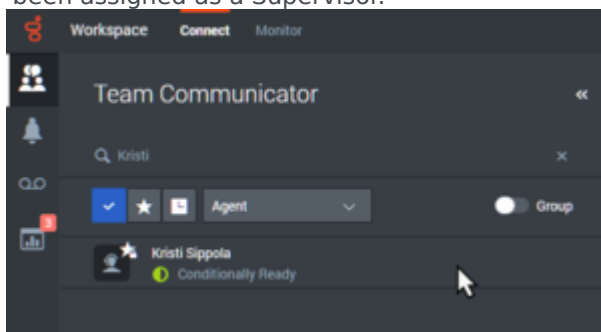 been assigned as a Supervisor.
Workspace Connect Monitor
Team Communicator
Kristi
Agent
Group
3
Kristi Sippola
Conditionally Ready